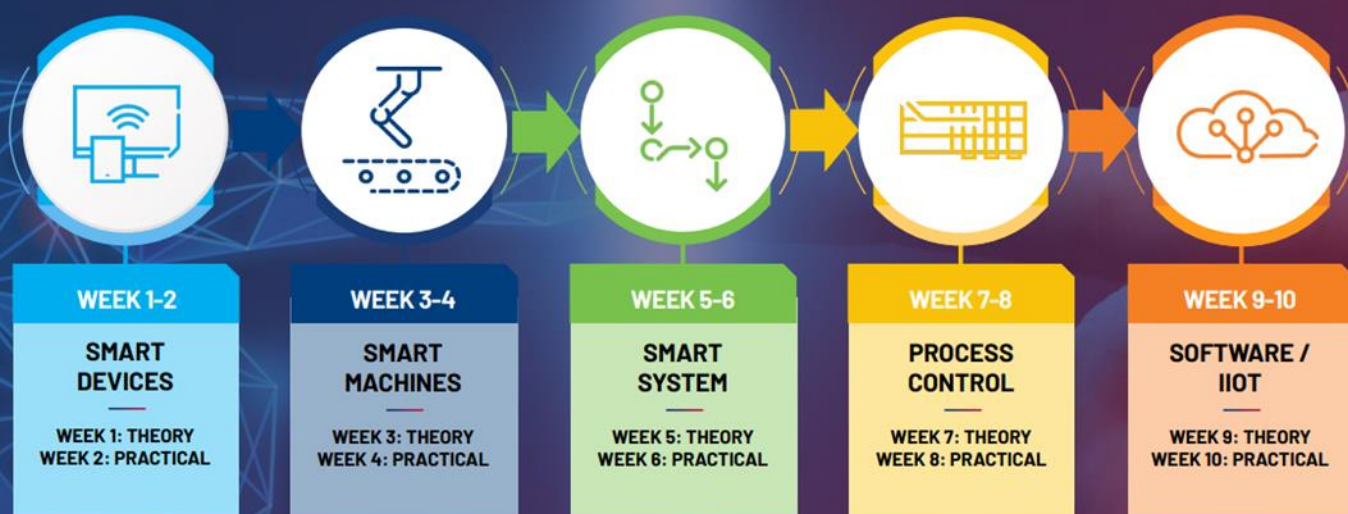 WEEK 1-2
SMART
DEVICES
WEEK 1: THEORY
WEEK 2: PRACTICAL
WEEK 3-4
SMART
MACHINES
WEEK 3: THEORY
WEEK 4: PRACTICAL
WEEK 5-6
SMART
SYSTEM
WEEK 5: THEORY
WEEK 6: PRACTICAL
WEEK 7-8
PROCESS
CONTROL
WEEK 7: THEORY
WEEK 8: PRACTICAL
WEEK 9-10
SOFTWARE /
IIOT
WEEK 9: THEORY
WEEK 10: PRACTICAL